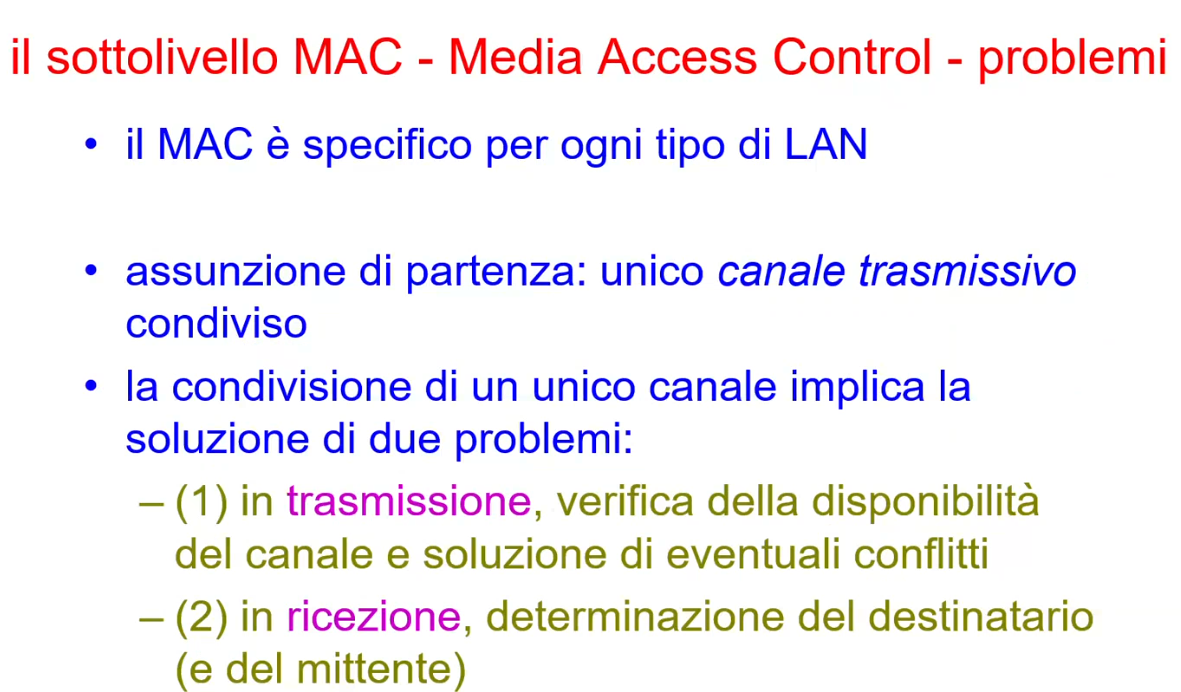 il sottolivello MAC - Media Access Control - problemi
• il MAC è specifico per ogni tipo di LAN
• assunzione di partenza: unico canale trasmissivo
condiviso
• la condivisione di un unico canale implica la
soluzione di due problemi:
– (1) in trasmissione, verifica della disponibilità
del canale e soluzione di eventuali conflitti
– (2) in ricezione, determinazione del destinatario
(e del mittente)